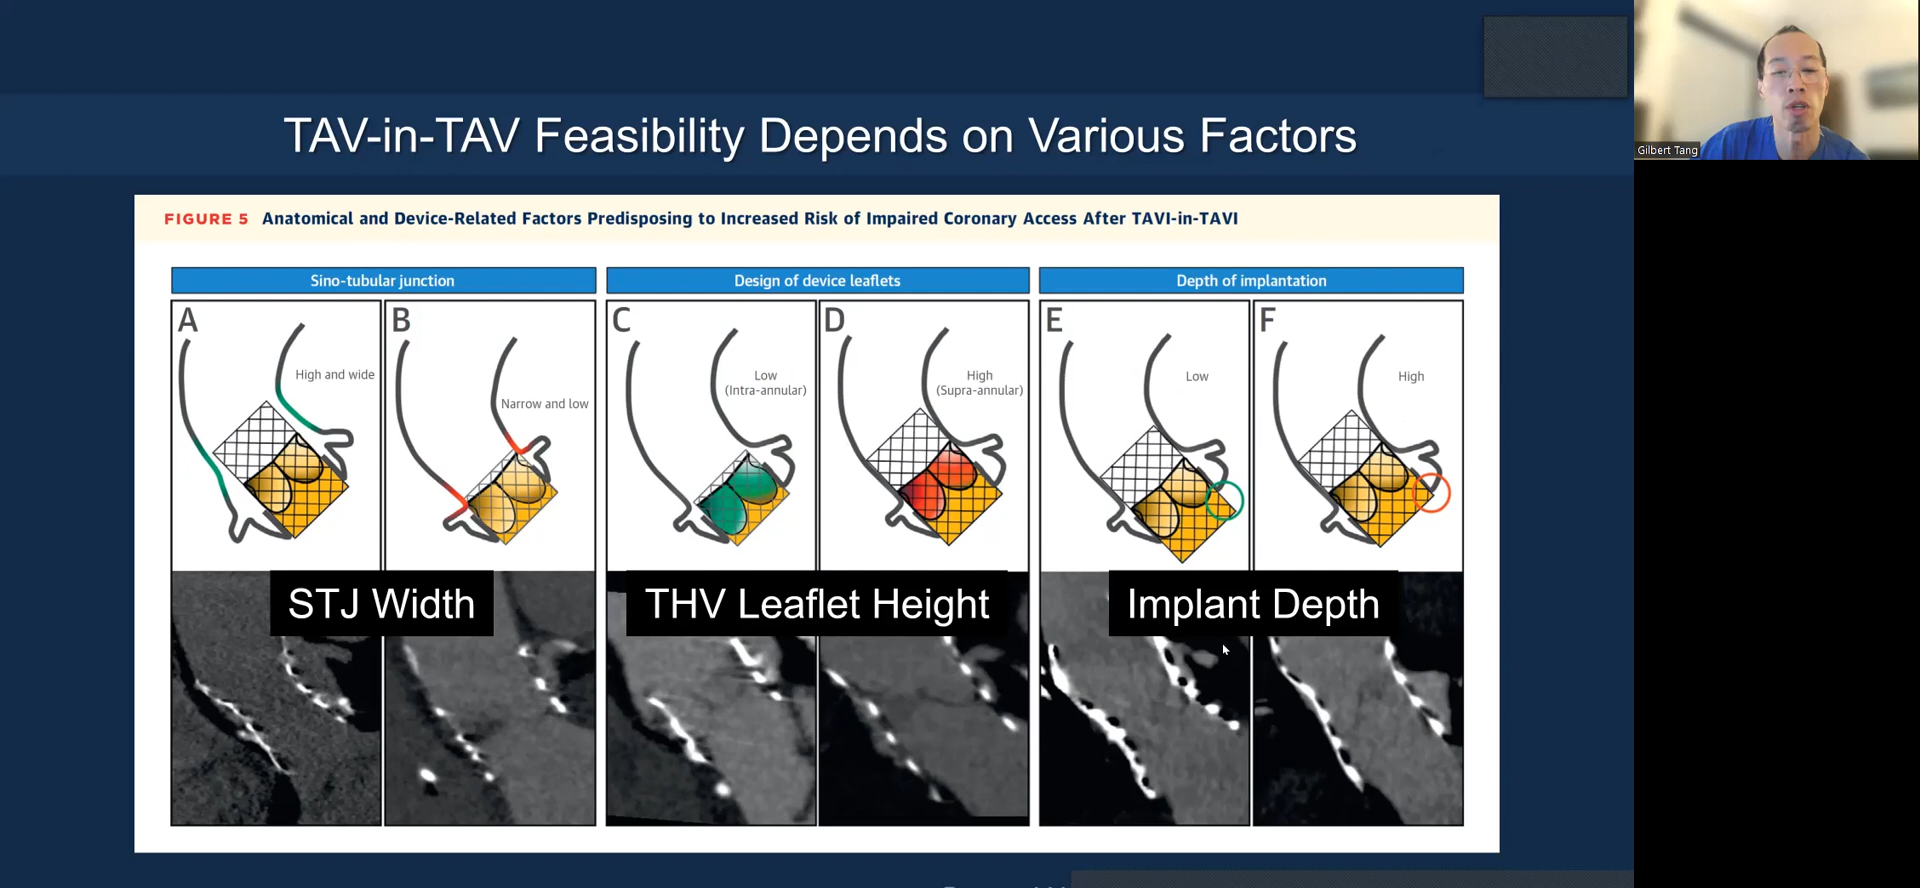 TAV-in-TAV Feasibility Depends on Various Factors
Gilbert Tang
FIGURE 5 Anatomical and Device-Related Factors Predisposing to Increased Risk of Impaired Coronary Access After TAVI-in-TAVI
Sino-tubular junction
Design of device leaflets
Depth of implantation
A
High and wide
B
Narrow and low
C
Low
(Intra-annular)
D
High
(Supra-annular)
E
Low
F
High
STJ Width
THV Leaflet Height
Implant Depth